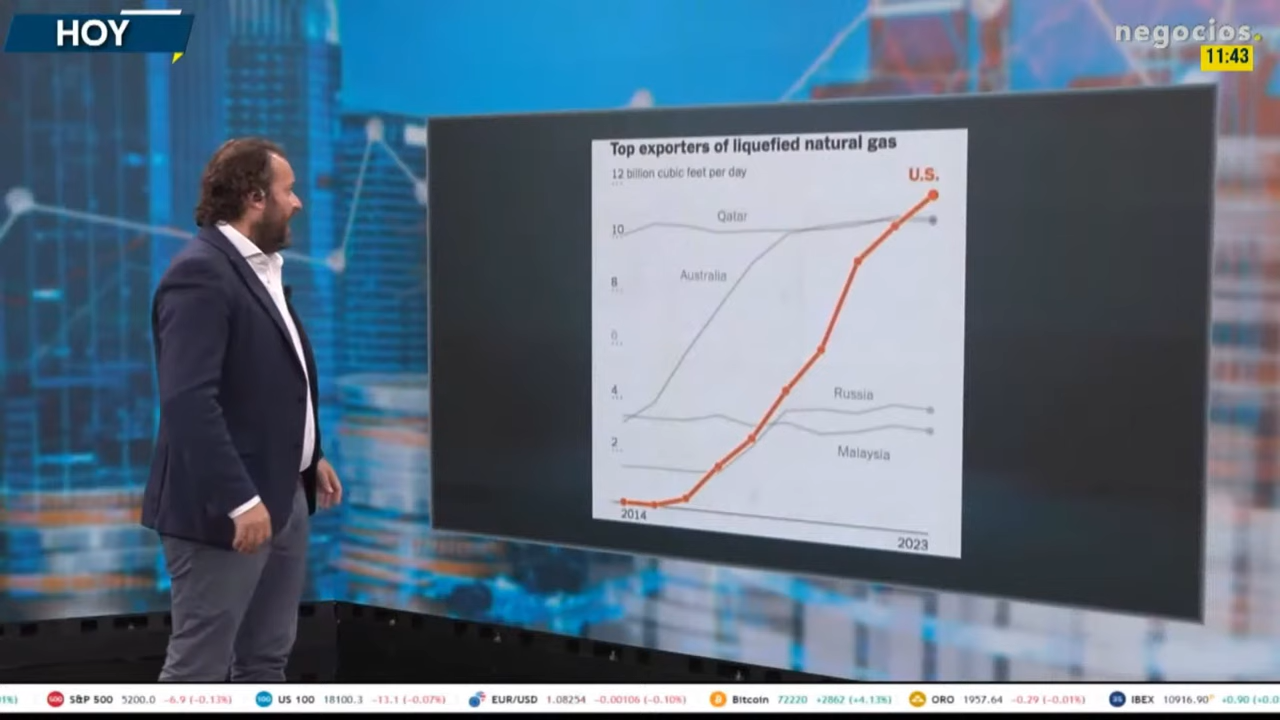 HOY
negocios.
11:43
Top exporters of liquefied natural gas
12 billion cubic feet per day
U.S.
Qatar
10
Australia
8
6
4
Russia
2
Malaysia
2014
2023
S&P 500 5200.0 -6.9 (-0.13%) US 100 18100.3 -13.1 (-0.07%) EUR/USD 1.08254 -0.00106 (-0.10%) Bitcoin 72220 +2862 (+4.13%) ORO 1957.64 -0.29 (-0.01%) IBEX 10916.90 +0.90